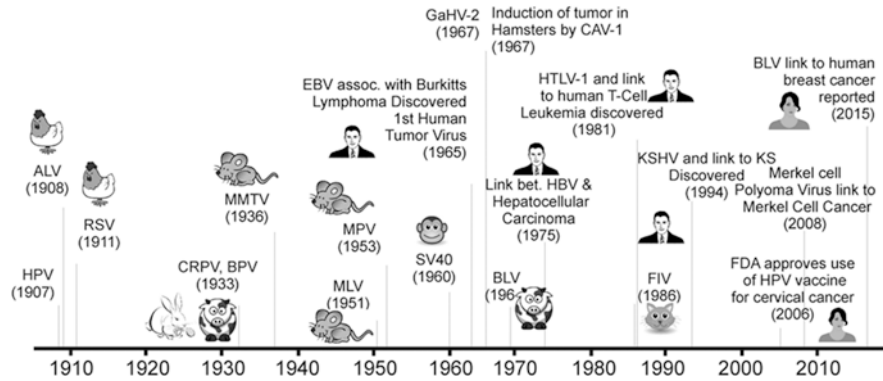 GaHV-2
(1967)
Induction of tumor in
Hamsters by CAV-1
(1967)
EBV assoc. with Burkitts
Lymphoma Discovered
1st Human
Tumor Virus
(1965)
HTLV-1 and link
to human T-Cell
Leukemia discovered
(1981)
BLV link to human
breast cancer
reported
(2015)
ALV
(1908)
RSV
(1911)
MMTV
(1936)
MPV
(1953)
SV40
(1960)
Link bet. HBV &
Hepatocellular
Carcinoma
(1975)
KSHV and link to KS
Discovered
(1994)
Merkel cell
Polyoma Virus link to
Merkel Cell Cancer
(2008)
HPV
(1907)
CRPV, BPV
(1933)
MLV
(1951)
BLV
(196
FIV
(1986)
FDA approves use
of HPV vaccine
for cervical cancer
(2006)
1910 1920 1930 1940 1950 1960 1970 1980 1990 2000 2010